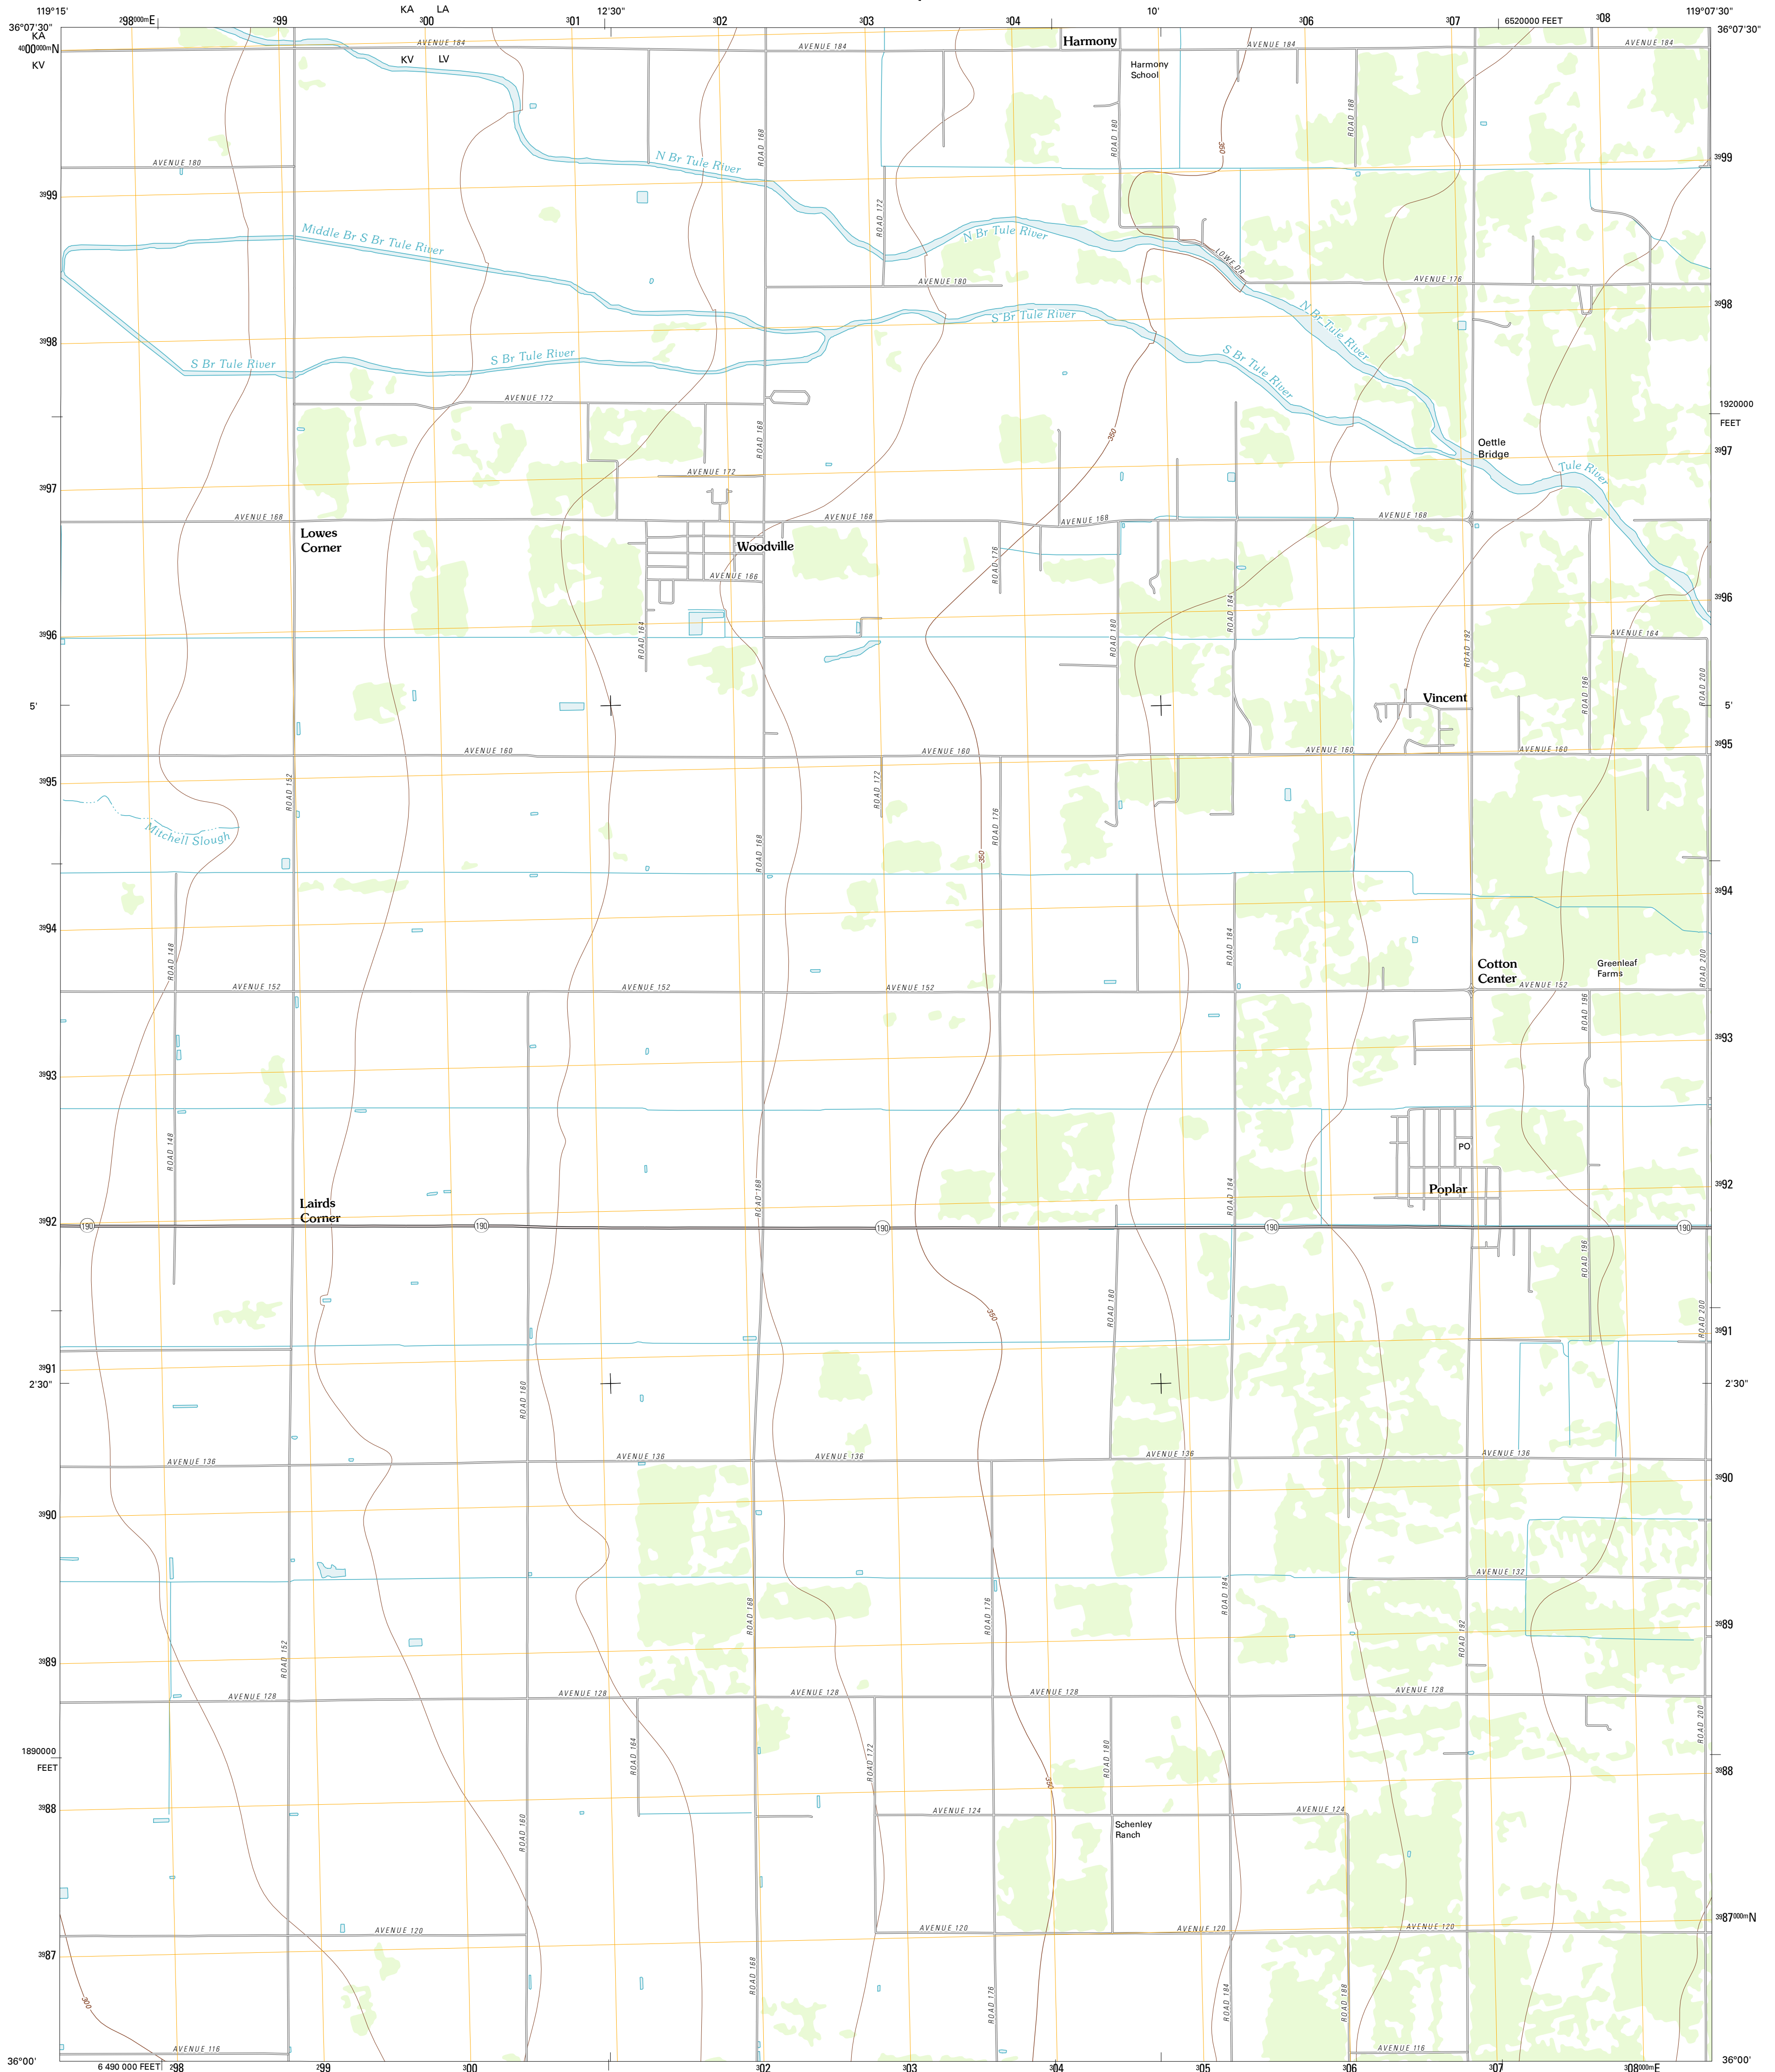 KA LA
119°15' ²98⁰⁰⁰ᵐE ²99 ³00 ³01 12'30" ³02 ³03 ³04 10' ³06 ³07 6520000 FEET ³08 119°07'30"
36°07'30" 36°07'30"
KA
⁴⁰00⁰⁰⁰ᵐN
KV
KV LV
AVENUE 184 AVENUE 184 Harmony AVENUE 184 AVENUE 184
Harmony
School
ROAD 168 ROAD 180 ROAD 188
360
AVENUE 180 N Br Tule River ³⁹99
³⁹99
ROAD 172
Middle Br S Br Tule River N Br Tule River
LOWE DR
AVENUE 180 AVENUE 176
S Br Tule River N Br Tule River ³⁹98
³⁹98
S Br Tule River S Br Tule River S Br Tule River
AVENUE 172
1920000
FEET
ROAD 168 350
Oettle
Bridge
³⁹97
AVENUE 172 Tule River
³⁹97
AVENUE 168 AVENUE 168 AVENUE 168 AVENUE 168
Lowes
Corner
Woodville
ROAD 176
AVENUE 166
³⁹96
ROAD 164 ROAD 180 ROAD 184 ROAD 192
³⁹96
AVENUE 164
Vincent
ROAD 196 ROAD 200
5' 5'
AVENUE 160 AVENUE 160 AVENUE 160 AVENUE 160
³⁹95
³⁹95
ROAD 152 ROAD 172 ROAD 176
Mitchell Slough
ROAD 168 350
³⁹94
³⁹94
ROAD 148 ROAD 184 ROAD 200
Cotton
Center
Greenleaf
Farms
AVENUE 152 AVENUE 152 AVENUE 152 AVENUE 152
ROAD 196
³⁹93
³⁹93
ROAD 148
PO
Poplar
³⁹92
ROAD 168 ROAD 184
Lairds
Corner
³⁹92
190 190 190 190 190
ROAD 196
350 ROAD 180 ROAD 200
³⁹91
³⁹91
2'30" 2'30"
ROAD 160
AVENUE 136 AVENUE 136 AVENUE 136 AVENUE 136 AVENUE 136
³⁹90
³⁹90
AVENUE 132
ROAD 168 ROAD 176 ROAD 184 ROAD 192
³⁹89
³⁹89
ROAD 152
AVENUE 128 AVENUE 128 AVENUE 128 AVENUE 128 AVENUE 128
ROAD 200
1890000
FEET
ROAD 164 ROAD 172 ROAD 180
350
³⁹88
³⁹88
AVENUE 124 AVENUE 124
ROAD 160
Schenley
Ranch
³⁹87⁰⁰⁰ᵐN
AVENUE 120 AVENUE 120 AVENUE 120 AVENUE 120
³⁹87
ROAD 168 ROAD 176 ROAD 184 ROAD 188
300
AVENUE 116 AVENUE 116
36°00' 36°00'
6 490 000 FEET ²98 ²99 ³00 ³02 ³03 ³04 ³05 ³06 ³07 ³08⁰⁰⁰ᵐE